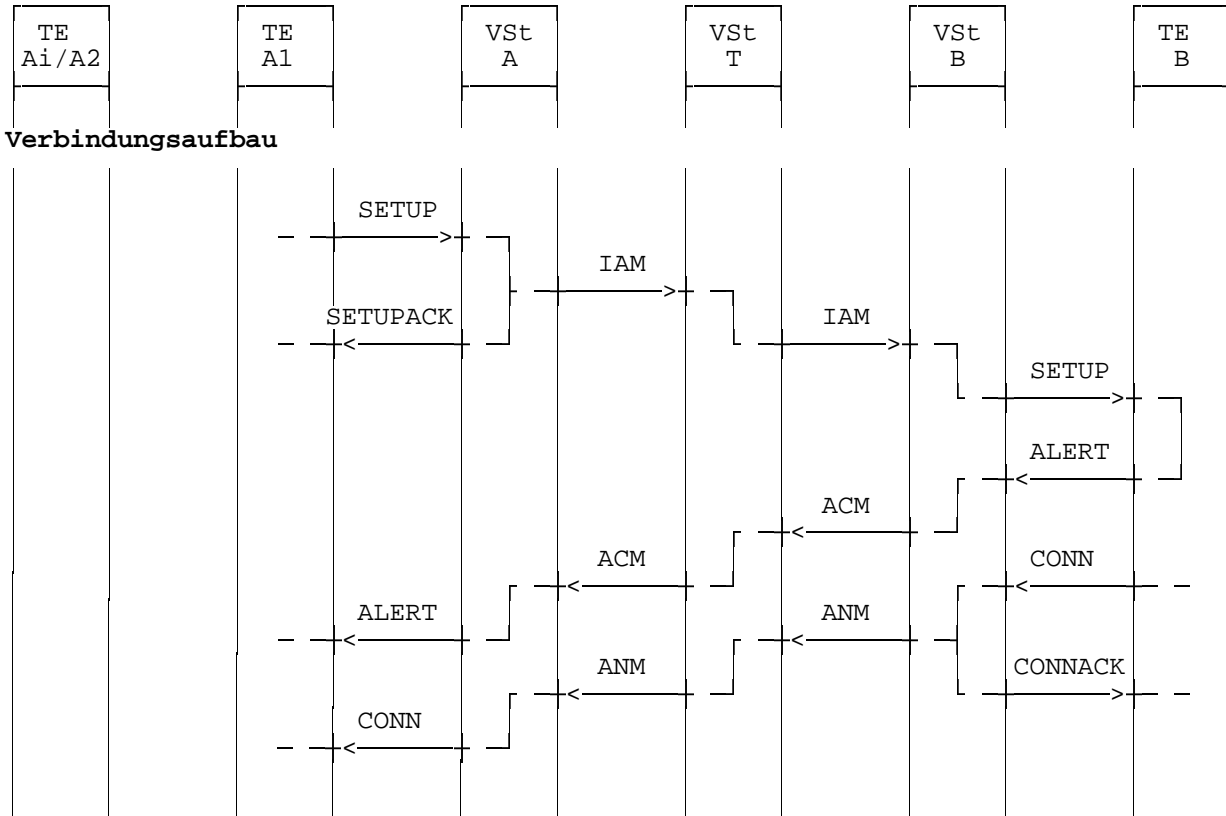 TE
Ai/A2
TE
A1
VSt
A
VSt
T
VSt
B
TE
B
Verbindungsaufbau
SETUP
IAM
SETUPACK
IAM
SETUP
ALERT
ACM
ACM
CONN
ALERT
ANM
ANM
CONNACK
CONN